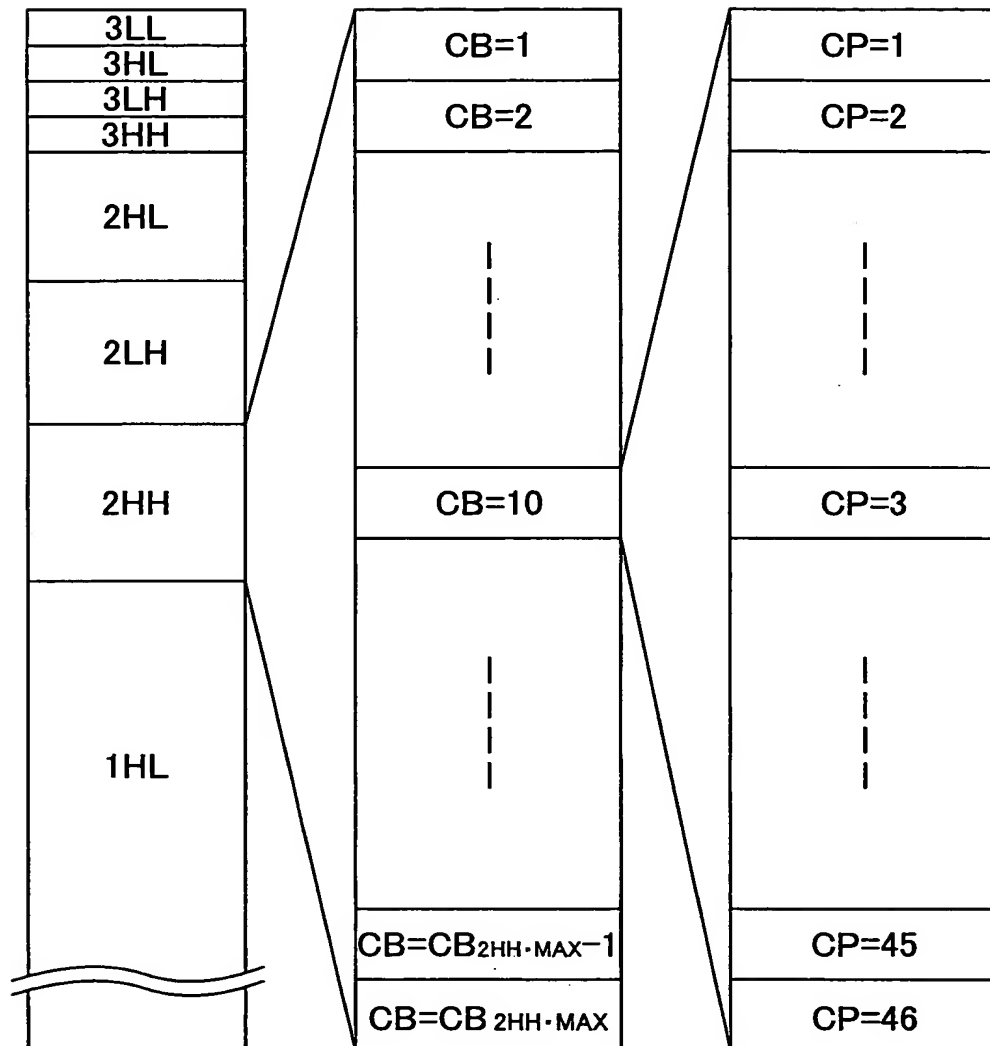 3LL
3HL
3LH
3HH
2HL
2LH
2HH
1HL
CB=1
CB=2
CB=10
CB=CB2HH·MAX-1
CB=CB 2HH·MAX
CP=1
CP=2
CP=3
CP=45
CP=46